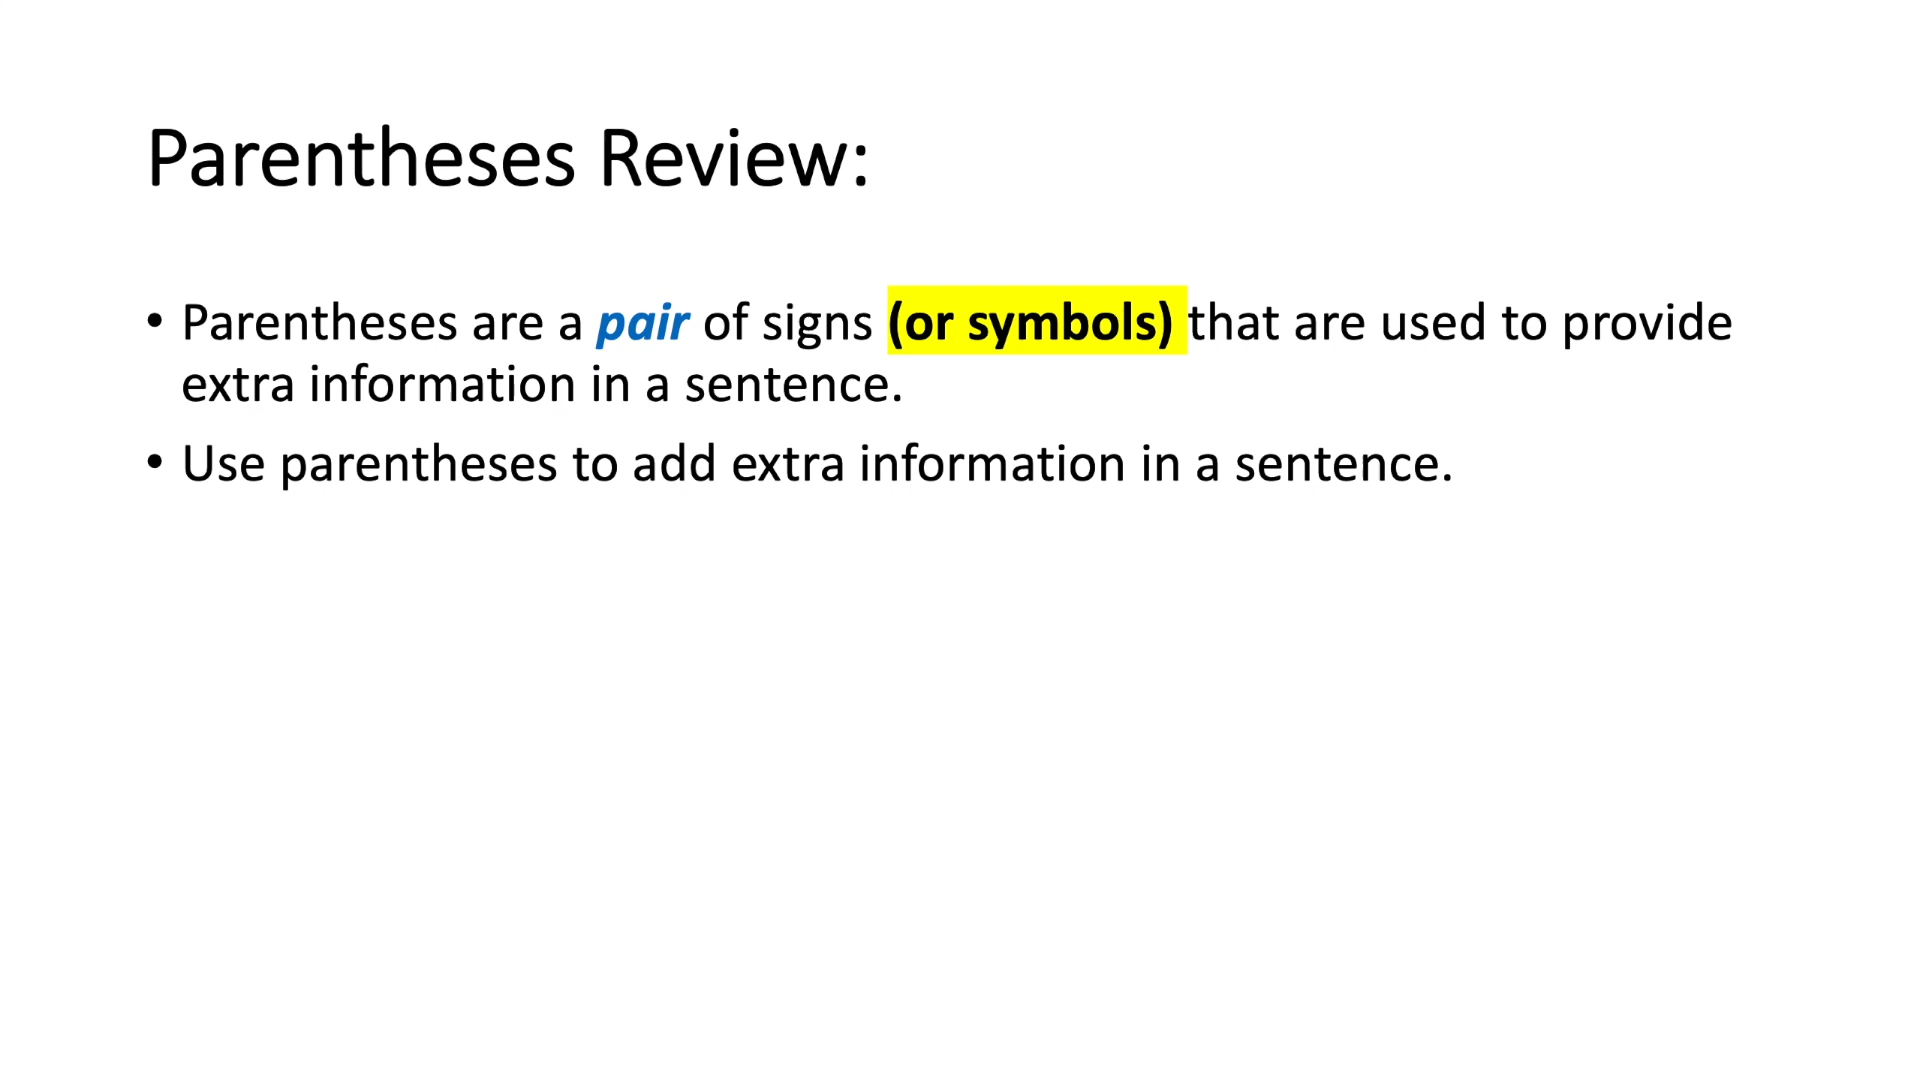 Parentheses Review:
• Parentheses are a pair of signs (or symbols) that are used to provide
extra information in a sentence.
• Use parentheses to add extra information in a sentence.